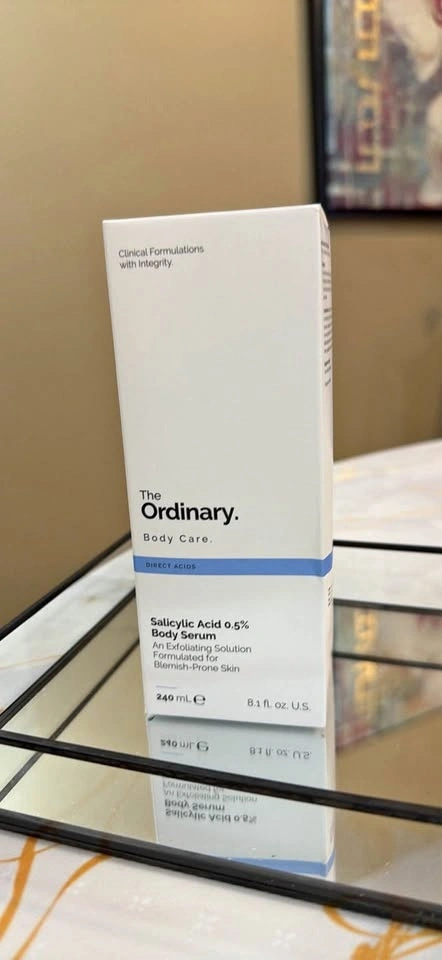 Clinical Formulations
with Integrity.
The
Ordinary.
Body Care.
DIRECT ACIDS
Salicylic Acid 0.5%
Body Serum
An Exfoliating Solution
Formulated for
Blemish-Prone Skin
240 mL ℮
8.1 fl. oz. U.S.